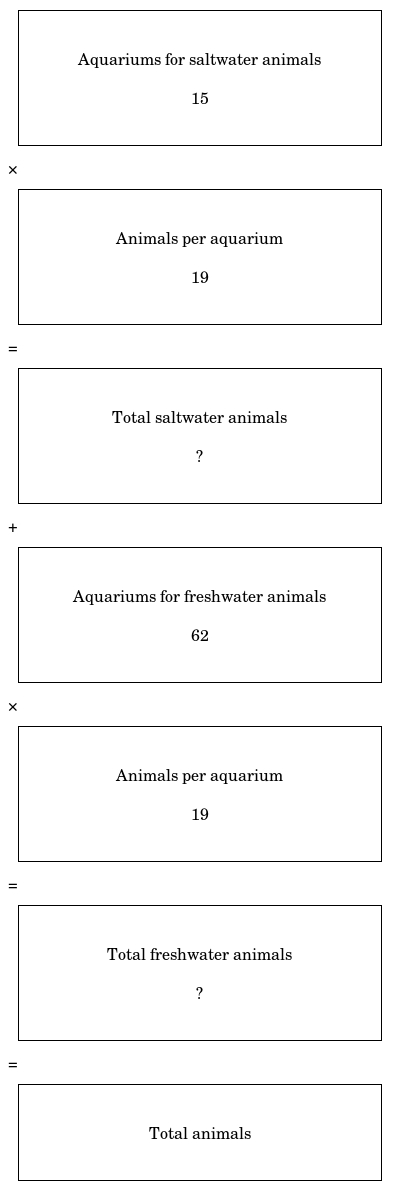 Aquariums for saltwater animals
15
×
Animals per aquarium
19
=
Total saltwater animals
?
+
Aquariums for freshwater animals
62
×
Animals per aquarium
19
=
Total freshwater animals
?
=
Total animals